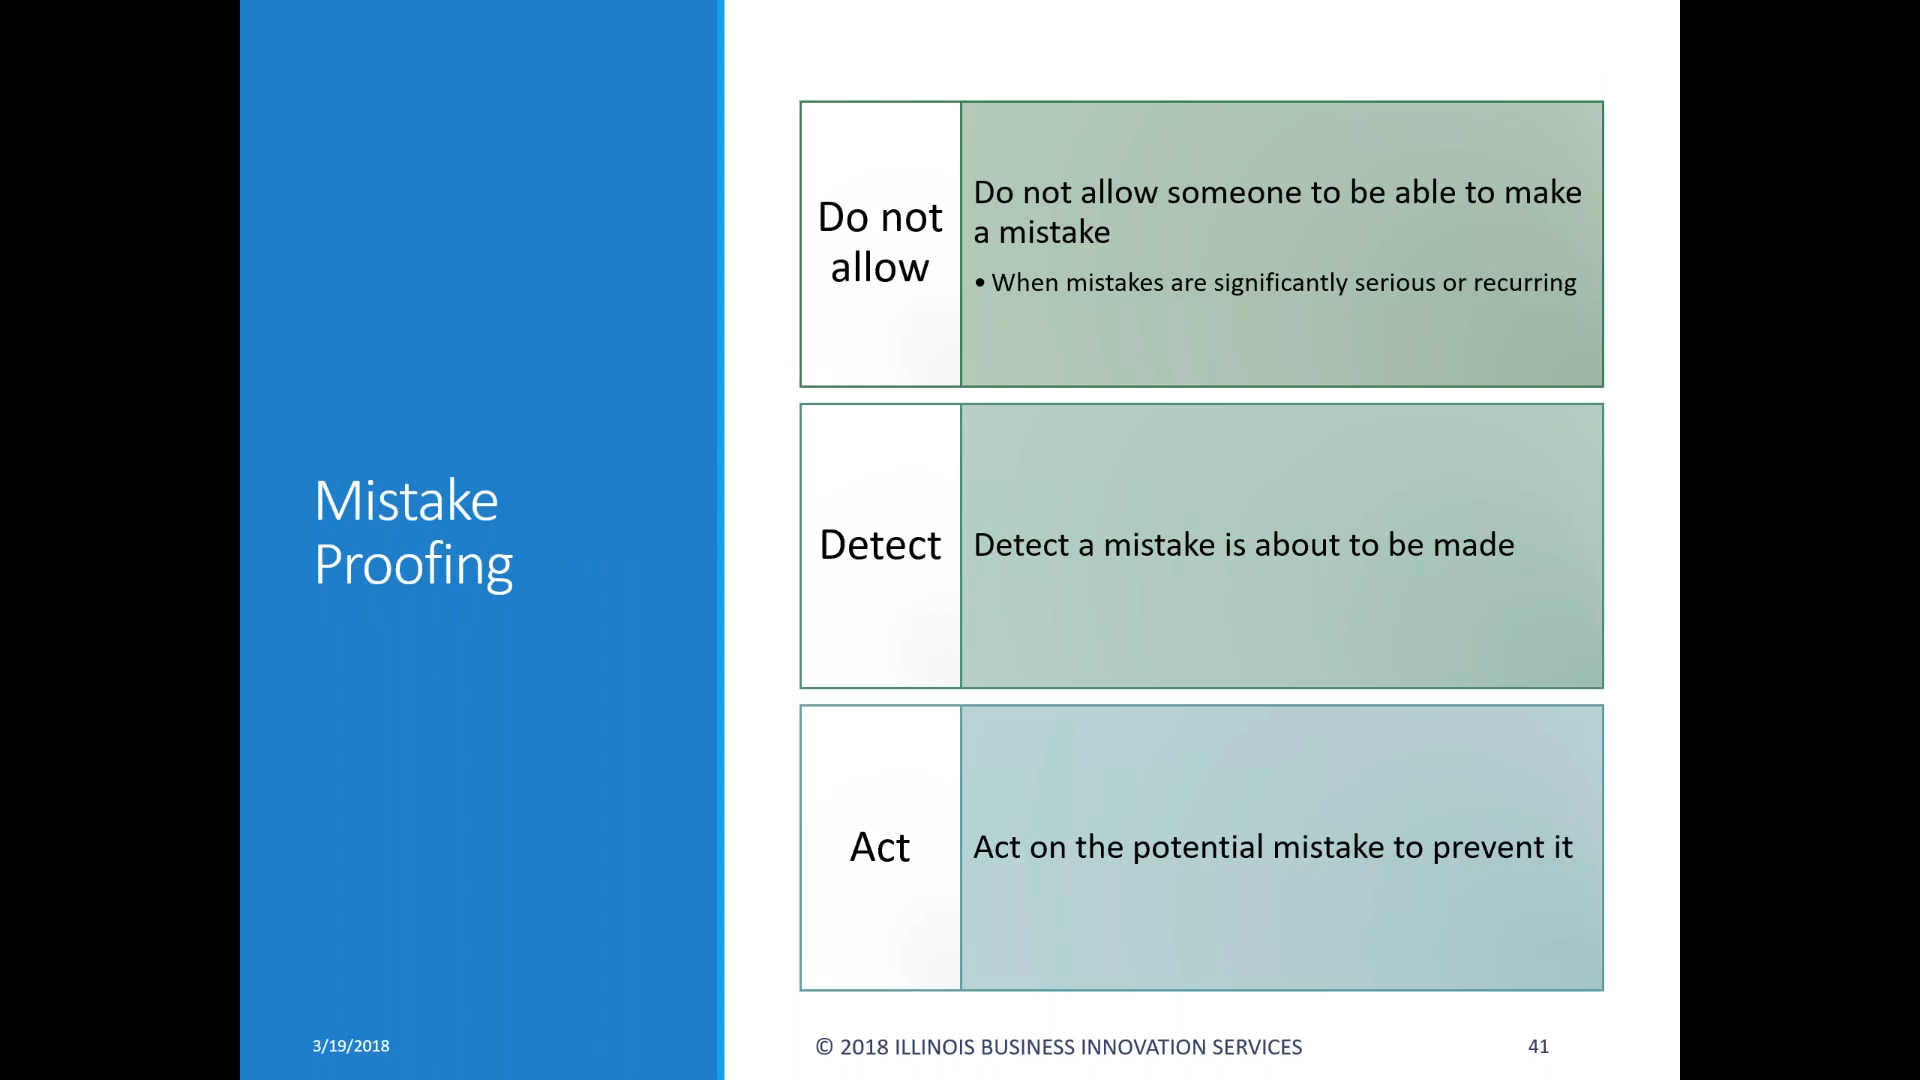 Mistake
Proofing
Do not
allow
Do not allow someone to be able to make
a mistake
• When mistakes are significantly serious or recurring
Detect
Detect a mistake is about to be made
Act
Act on the potential mistake to prevent it
3/19/2018
© 2018 ILLINOIS BUSINESS INNOVATION SERVICES
41